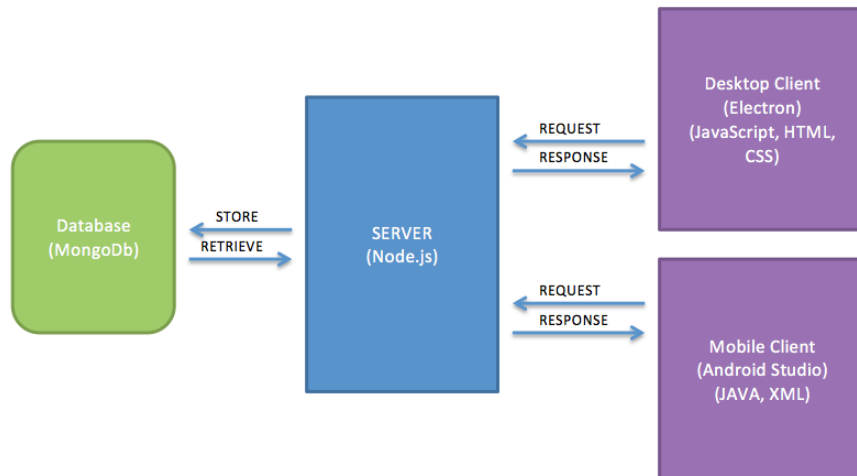 Desktop Client
(Electron)
(JavaScript, HTML,
CSS)
REQUEST
RESPONSE
Database
(MongoDb)
STORE
RETRIEVE
SERVER
(Node.js)
REQUEST
RESPONSE
Mobile Client
(Android Studio)
(JAVA, XML)